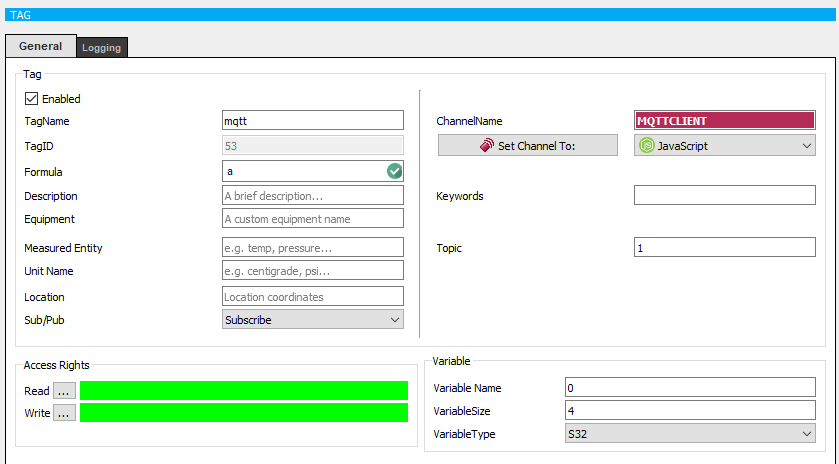 TAG
General Logging
Tag
Enabled
TagName mqtt
TagID 53
Formula a
Description A brief description...
Equipment A custom equipment name
Measured Entity e.g. temp, pressure...
Unit Name e.g. centigrade, psi...
Location Location coordinates
Sub/Pub Subscribe
ChannelName MQTTCLIENT
Set Channel To: JavaScript
Keywords
Topic 1
Access Rights
Read ...
Write ...
Variable
Variable Name 0
VariableSize 4
VariableType S32